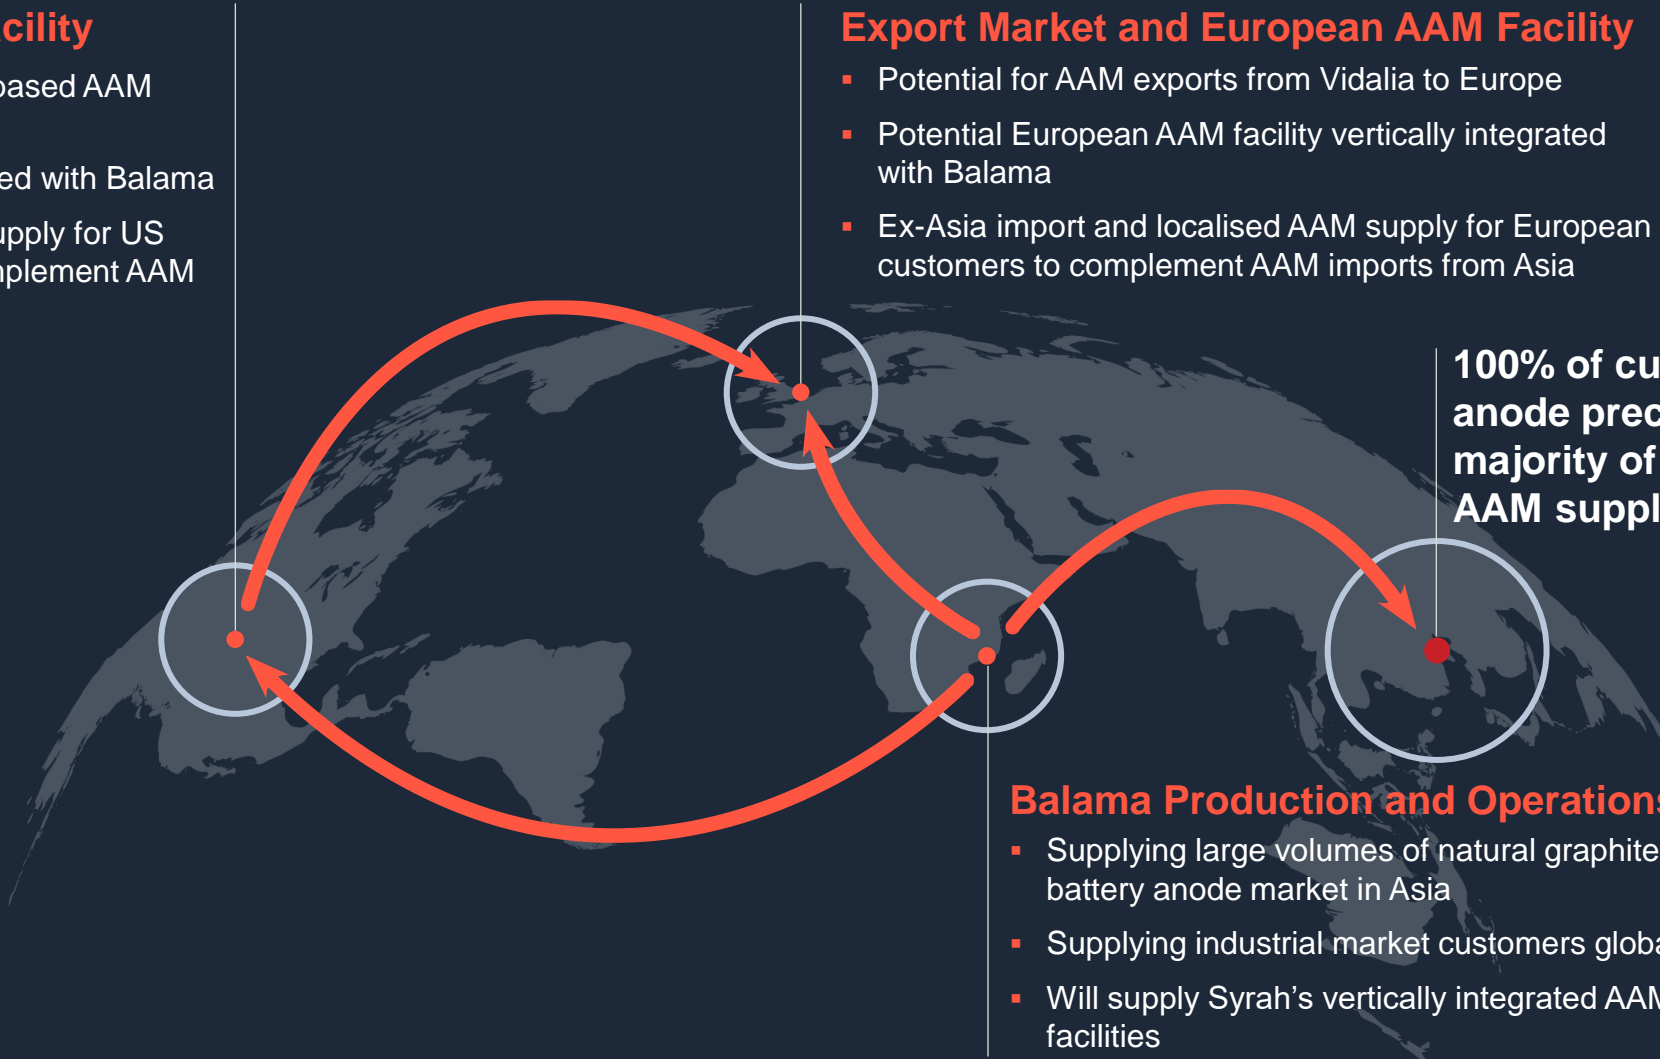 cility
based AAM
ed with Balama
upply for US
nplement AAM
Export Market and European AAM Facility
▪ Potential for AAM exports from Vidalia to Europe
▪ Potential European AAM facility vertically integrated
with Balama
▪ Ex-Asia import and localised AAM supply for European
customers to complement AAM imports from Asia
100% of cu
anode prec
majority of
AAM suppl
Balama Production and Operations
▪ Supplying large volumes of natural graphite
battery anode market in Asia
▪ Supplying industrial market customers globa
▪ Will supply Syrah’s vertically integrated AAM
facilities